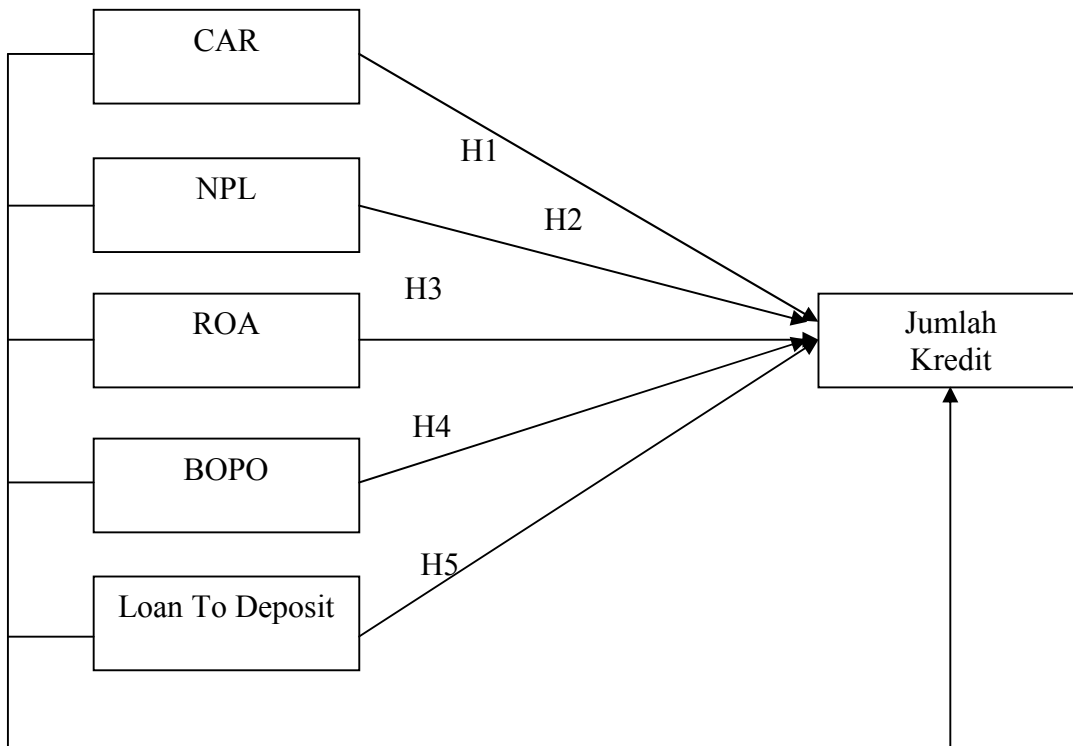 CAR
H1
NPL
H2
H3
ROA
Jumlah
Kredit
H4
BOPO
H5
Loan To Deposit